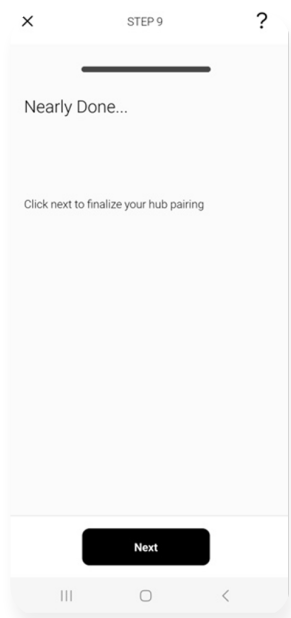 STEP 9
?
Nearly Done...
Click next to finalize your hub pairing
Next